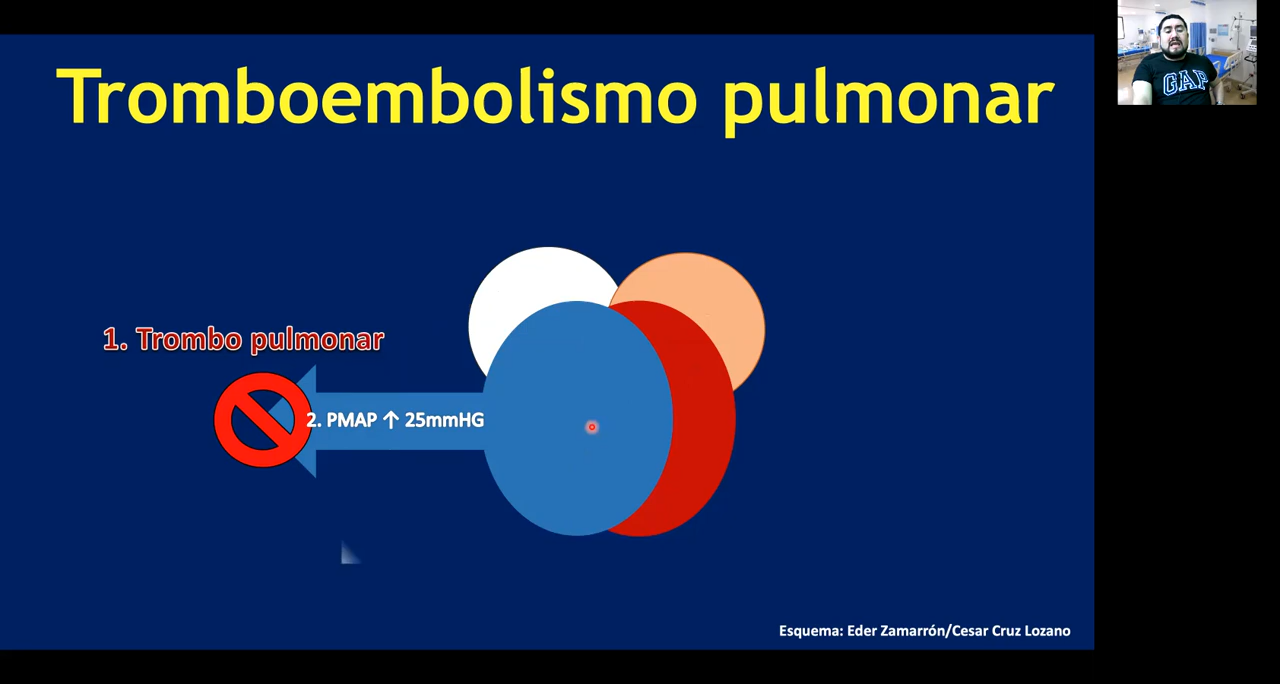 Tromboembolismo pulmonar
GAP
1. Trombo pulmonar
2. PMAP ↑ 25mmHG
Esquema: Eder Zamarrón/Cesar Cruz Lozano